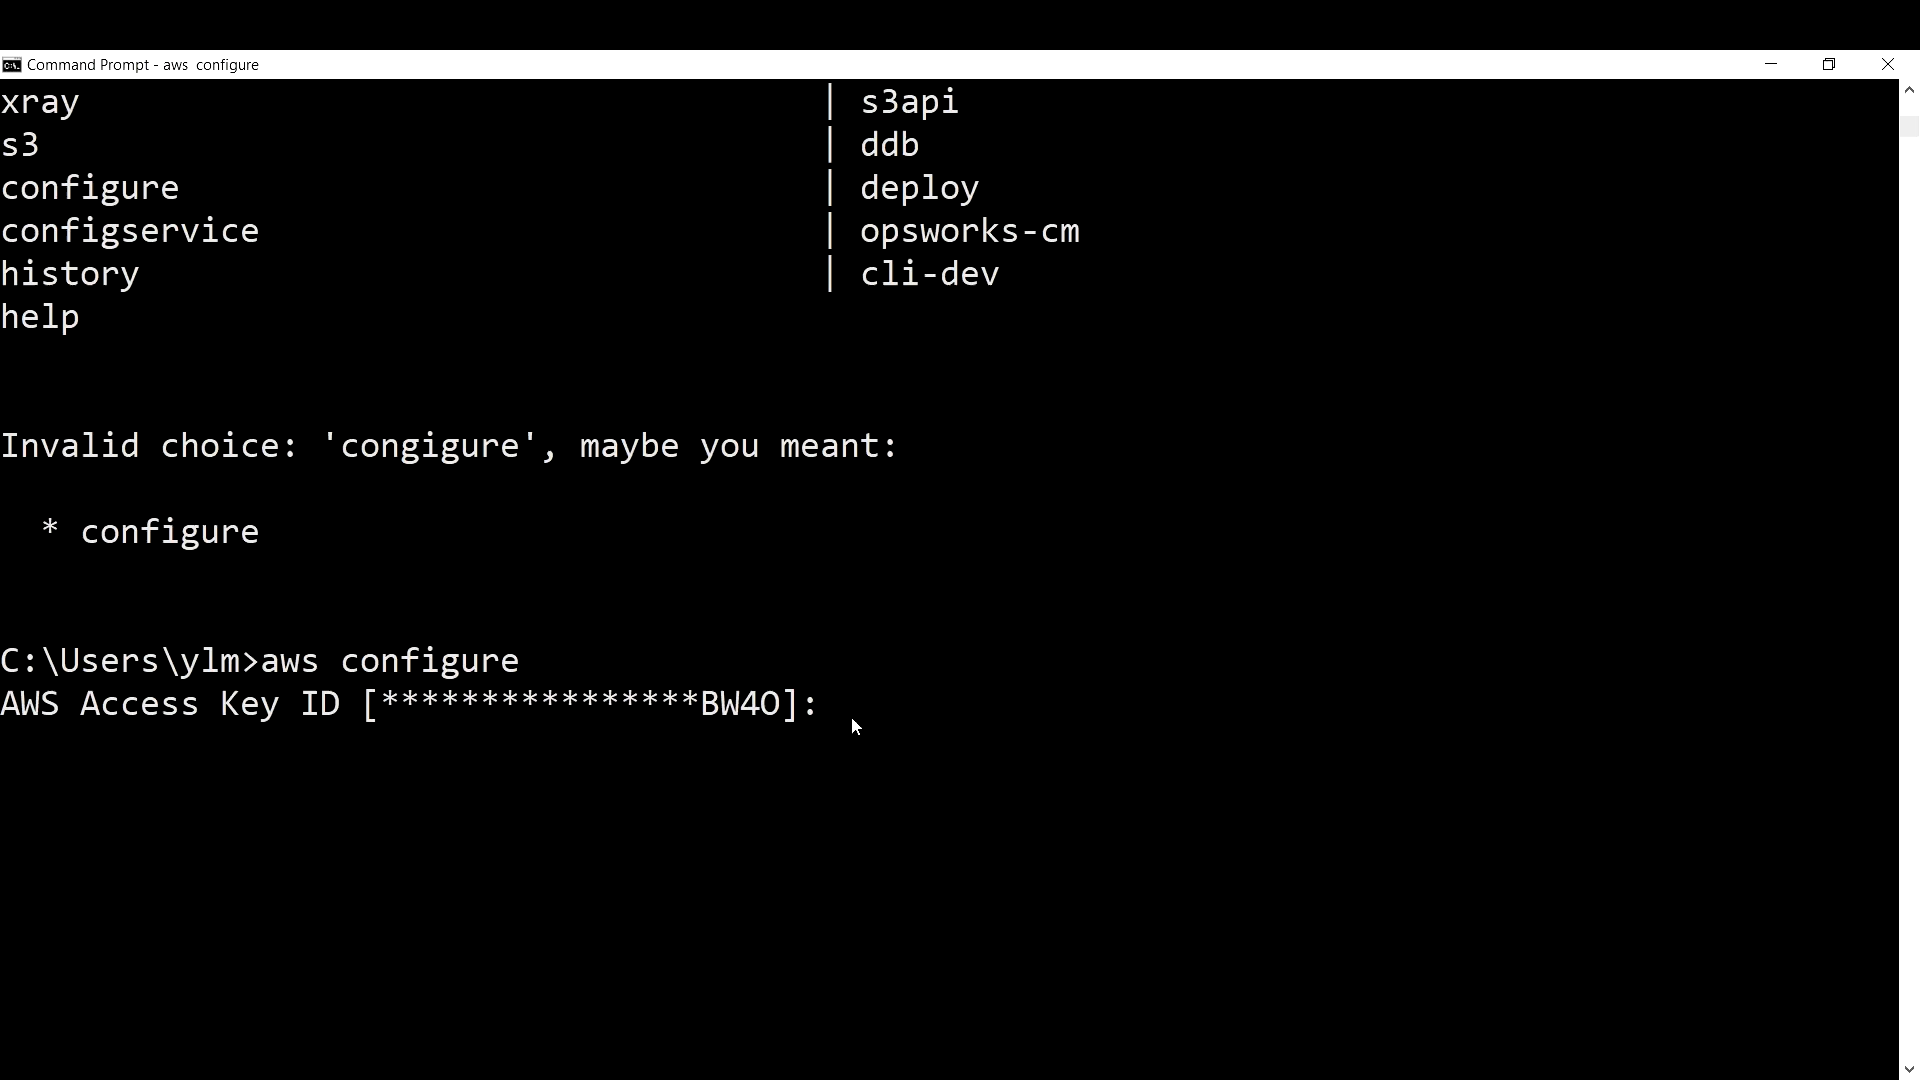 Command Prompt - aws  configure
xray | s3api
s3 | ddb
configure | deploy
configservice | opsworks-cm
history | cli-dev
help
Invalid choice: 'congigure', maybe you meant:
* configure
C:\Users\ylm>aws configure
AWS Access Key ID [****************BW4O]: